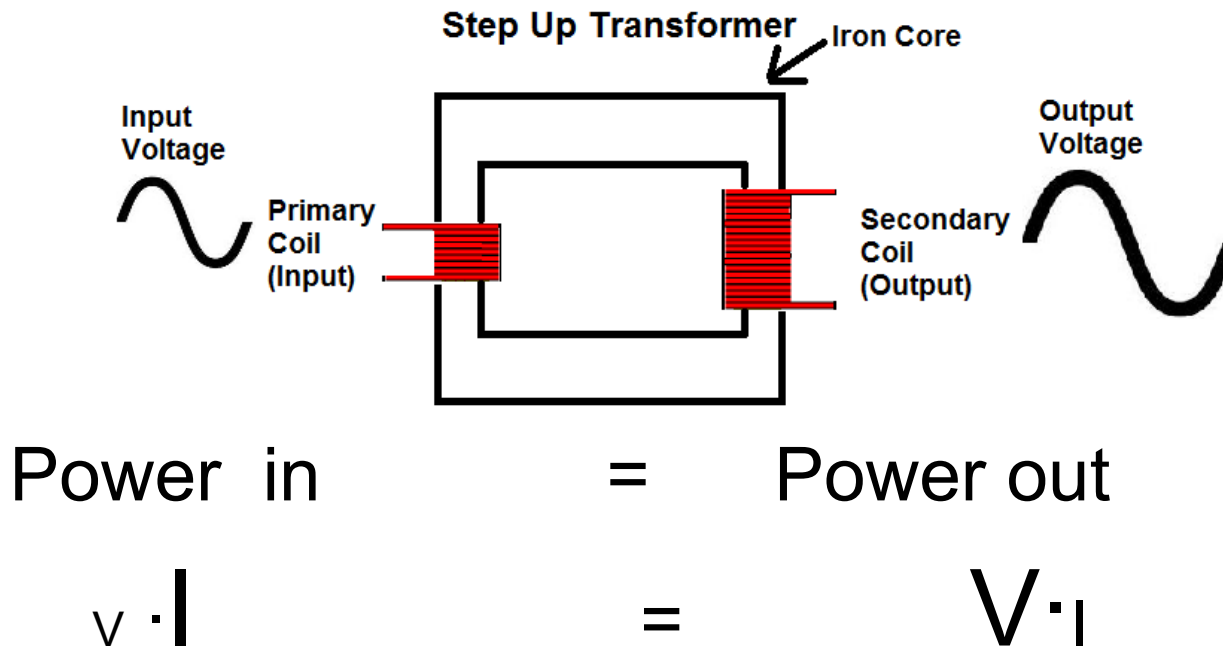 Step Up Transformer
Iron Core
Input
Voltage
Output
Voltage
Primary
Coil
(Input)
Secondary
Coil
(Output)
Power in = Power out
V · I = V · I